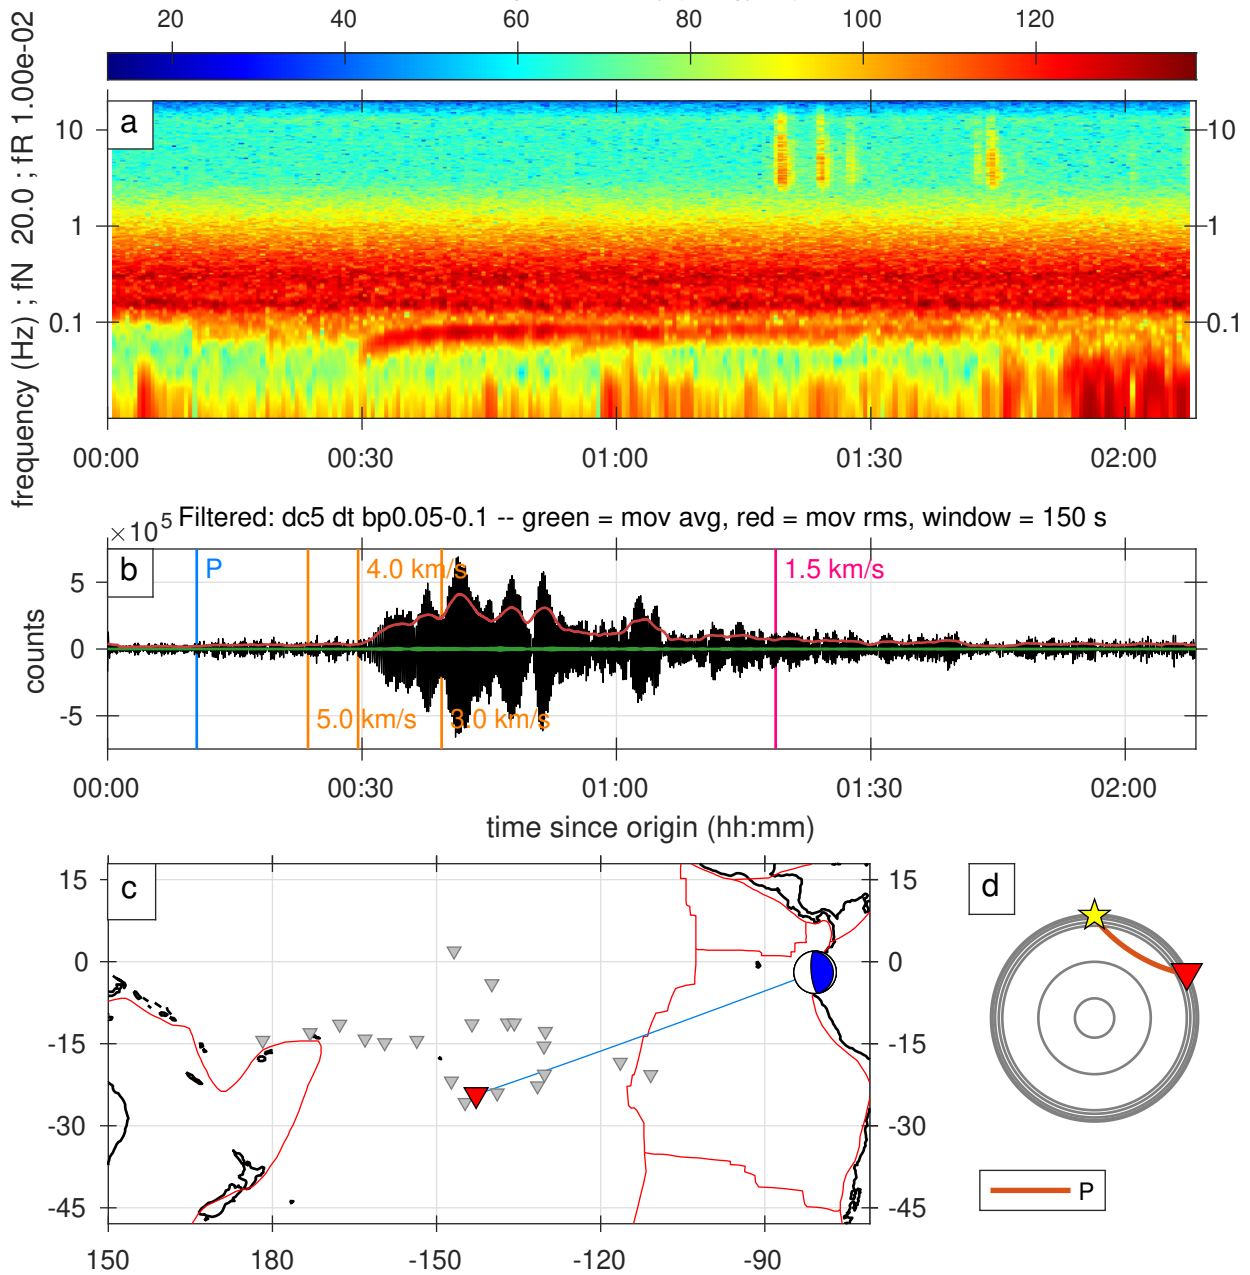 20 40 60 80 100 120
frequency (Hz) ; fN 20.0 ; fR 1.00e-02
a
10 10
1 1
0.1 0.1
00:00 00:30 01:00 01:30 02:00
×10^5 Filtered: dc5 dt bp0.05-0.1 -- green = mov avg, red = mov rms, window = 150 s
b
P 4.0 km/s 1.5 km/s
5
0
-5
counts
5.0 km/s 3.0 km/s
00:00 00:30 01:00 01:30 02:00
time since origin (hh:mm)
c
d
15 15
0 0
-15 -15
-30 -30
-45 -45
150 180 -150 -120 -90
P